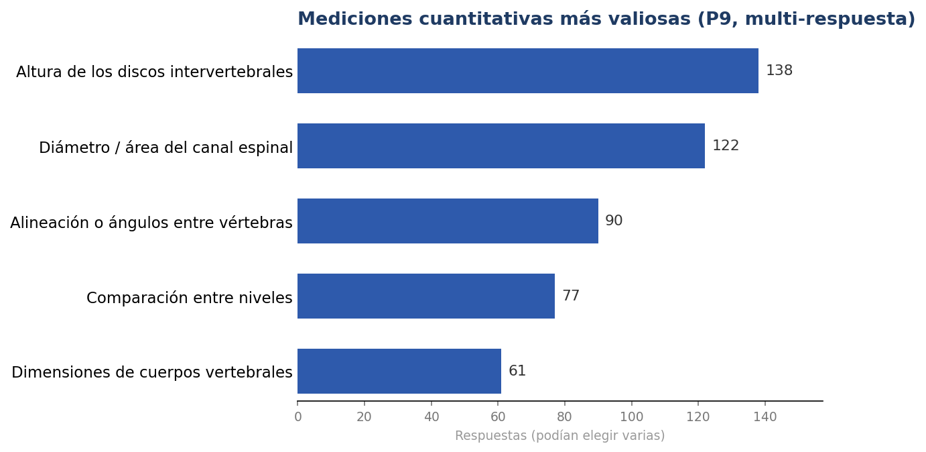 Mediciones cuantitativas más valiosas (P9, multi-respuesta)
Altura de los discos intervertebrales 138
Diámetro / área del canal espinal 122
Alineación o ángulos entre vértebras 90
Comparación entre niveles 77
Dimensiones de cuerpos vertebrales 61
0 20 40 60 80 100 120 140
Respuestas (podían elegir varias)